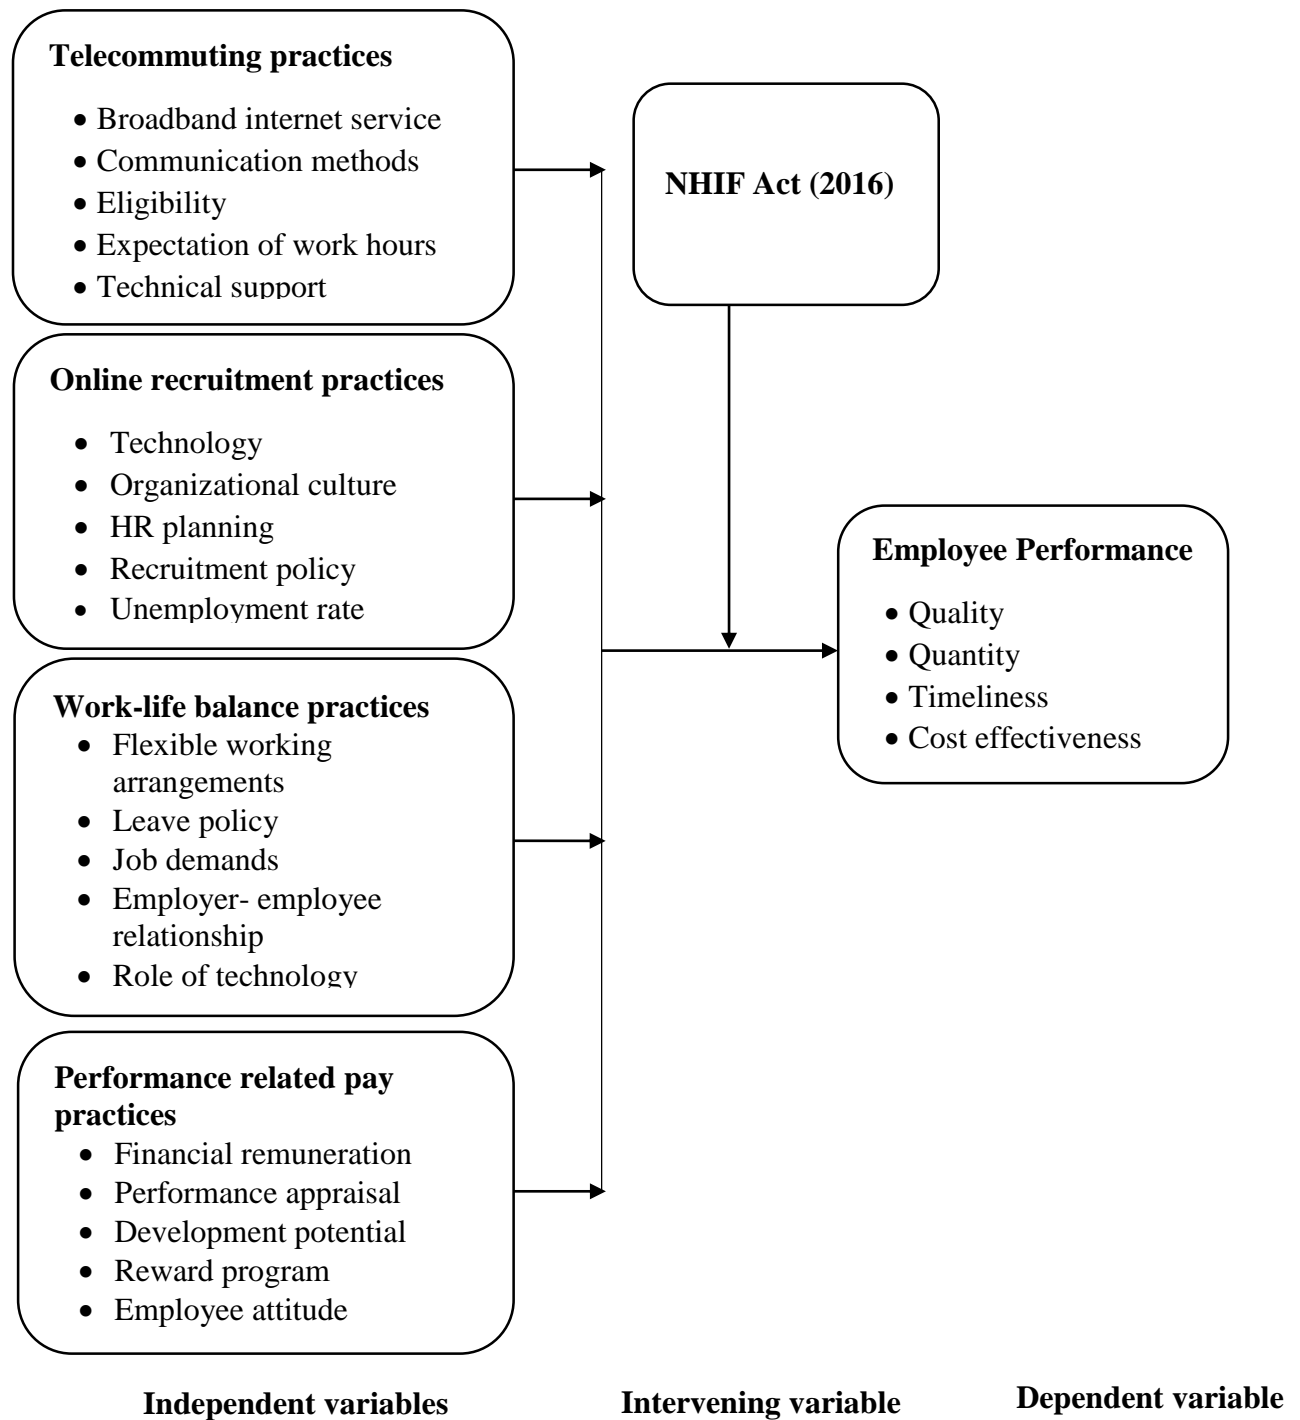 Telecommuting practices
• Broadband internet service
• Communication methods
• Eligibility
• Expectation of work hours
• Technical support
Online recruitment practices
• Technology
• Organizational culture
• HR planning
• Recruitment policy
• Unemployment rate
Work-life balance practices
• Flexible working
arrangements
• Leave policy
• Job demands
• Employer- employee
relationship
• Role of technology
Performance related pay
practices
• Financial remuneration
• Performance appraisal
• Development potential
• Reward program
• Employee attitude
NHIF Act (2016)
Employee Performance
• Quality
• Quantity
• Timeliness
• Cost effectiveness
Independent variables
Intervening variable
Dependent variable